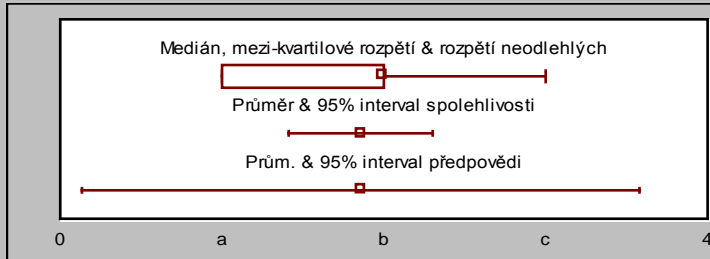 Medián, mezi-kvartilové rozpětí & rozpětí neodlehlých
Průměr & 95% interval spolehlivosti
Prům. & 95% interval předpovědi
0 a b c 4